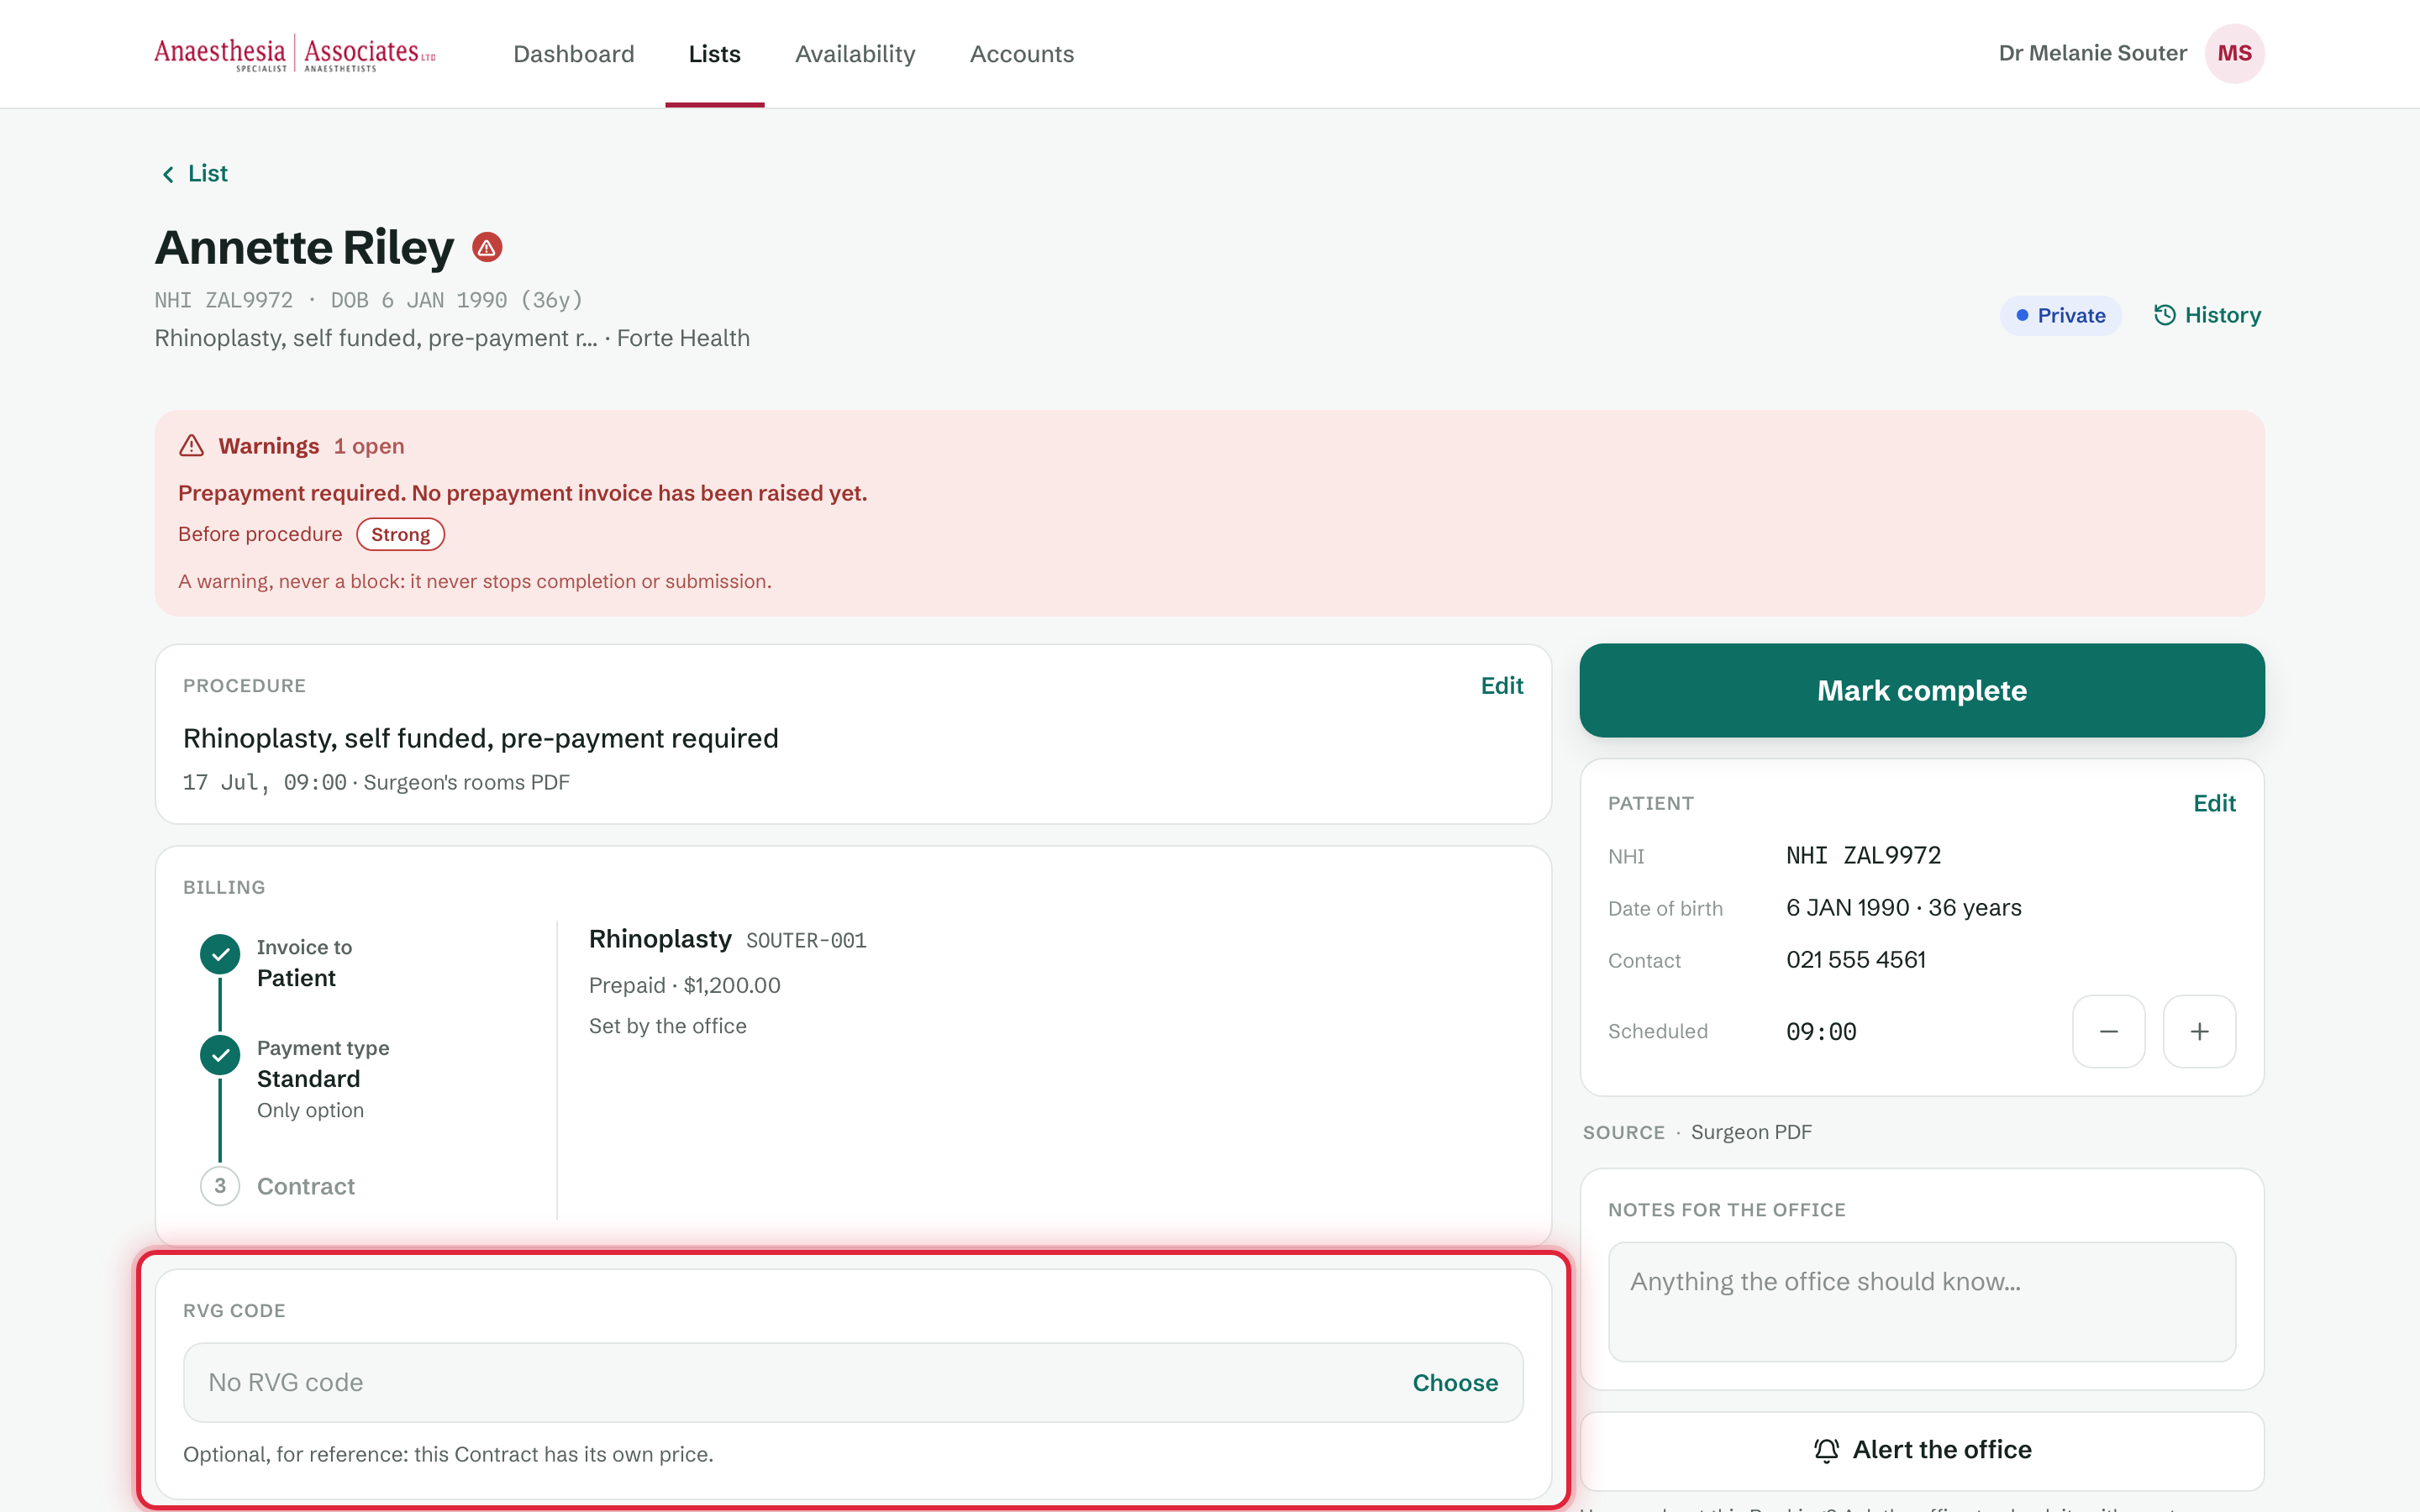 Anaesthesia | Associates LTD
SPECIALIST ANAESTHETISTS
Dashboard
Lists
Availability
Accounts
Dr Melanie Souter
MS
List
Annette Riley
NHI ZAL9972 · DOB 6 JAN 1990 (36y)
Rhinoplasty, self funded, pre-payment r... · Forte Health
Private
History
Warnings 1 open
Prepayment required. No prepayment invoice has been raised yet.
Before procedure Strong
A warning, never a block: it never stops completion or submission.
PROCEDURE
Edit
Rhinoplasty, self funded, pre-payment required
17 Jul, 09:00 · Surgeon's rooms PDF
BILLING
Invoice to
Patient
Payment type
Standard
Only option
3 Contract
Rhinoplasty SOUTER-001
Prepaid · $1,200.00
Set by the office
RVG CODE
No RVG code
Choose
Optional, for reference: this Contract has its own price.
Mark complete
PATIENT
Edit
NHI NHI ZAL9972
Date of birth 6 JAN 1990 · 36 years
Contact 021 555 4561
Scheduled 09:00 − +
SOURCE · Surgeon PDF
NOTES FOR THE OFFICE
Anything the office should know...
Alert the office